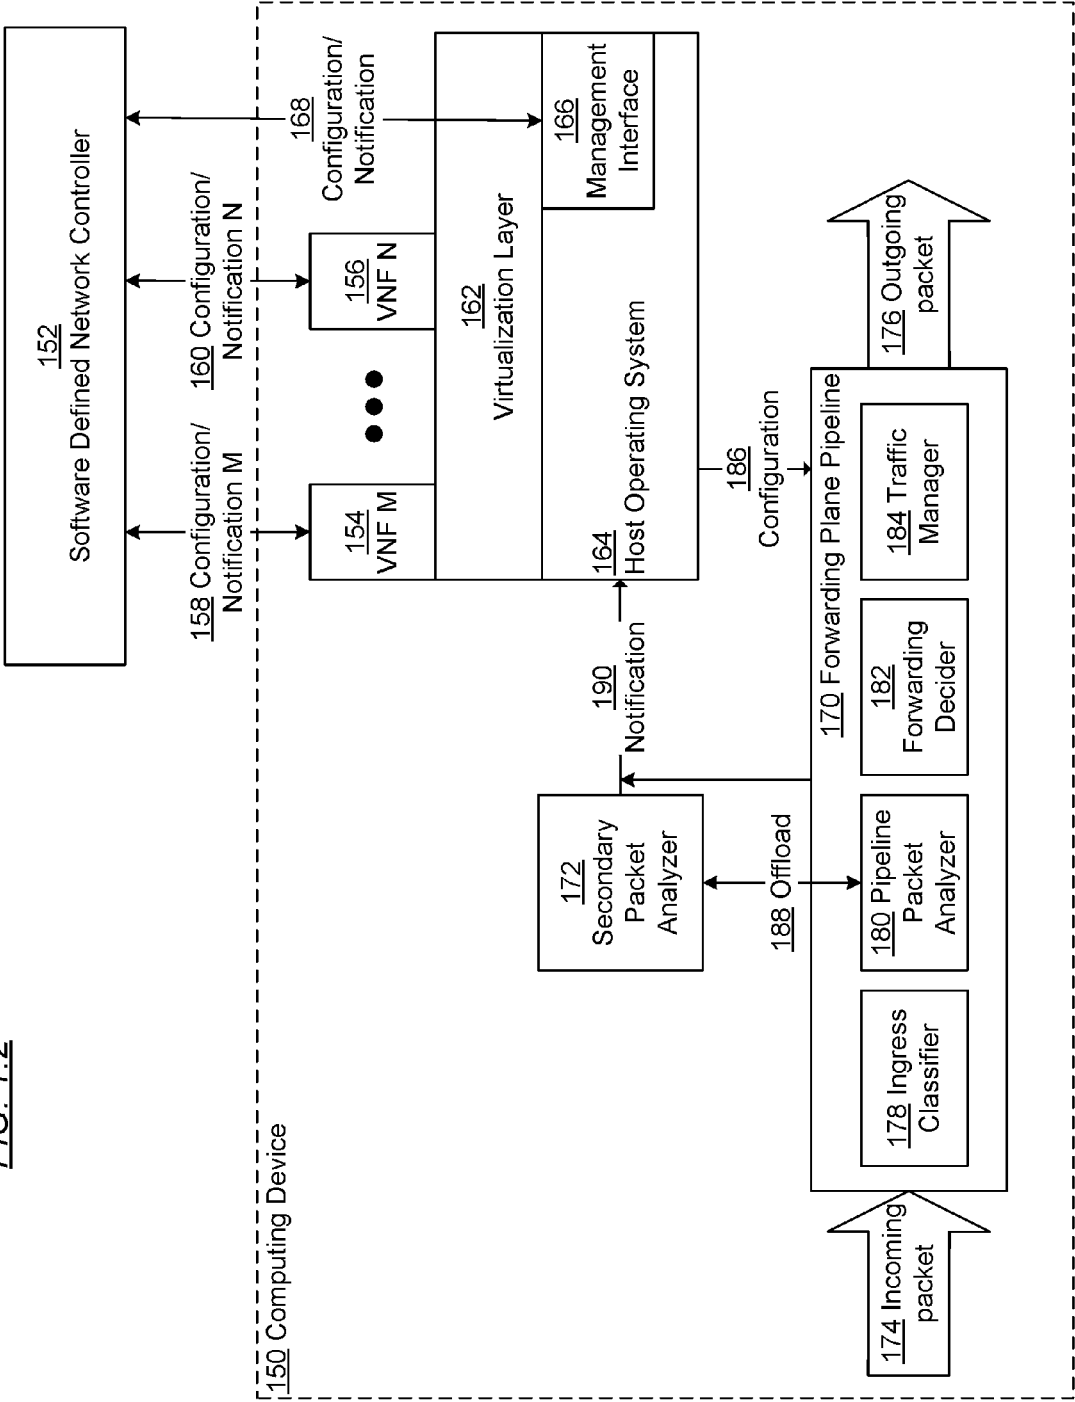 152
Software Defined Network Controller
158 Configuration/
Notification M
160 Configuration/
Notification N
168
Configuration/
Notification
150 Computing Device
154
VNF M
156
VNF N
162
Virtualization Layer
166
Management
Interface
164
Host Operating System
190
Notification
186
Configuration
172
Secondary
Packet
Analyzer
188 Offload
170 Forwarding Plane Pipeline
174 Incoming
packet
178 Ingress
Classifier
180 Pipeline
Packet
Analyzer
182
Forwarding
Decider
184 Traffic
Manager
176 Outgoing
packet